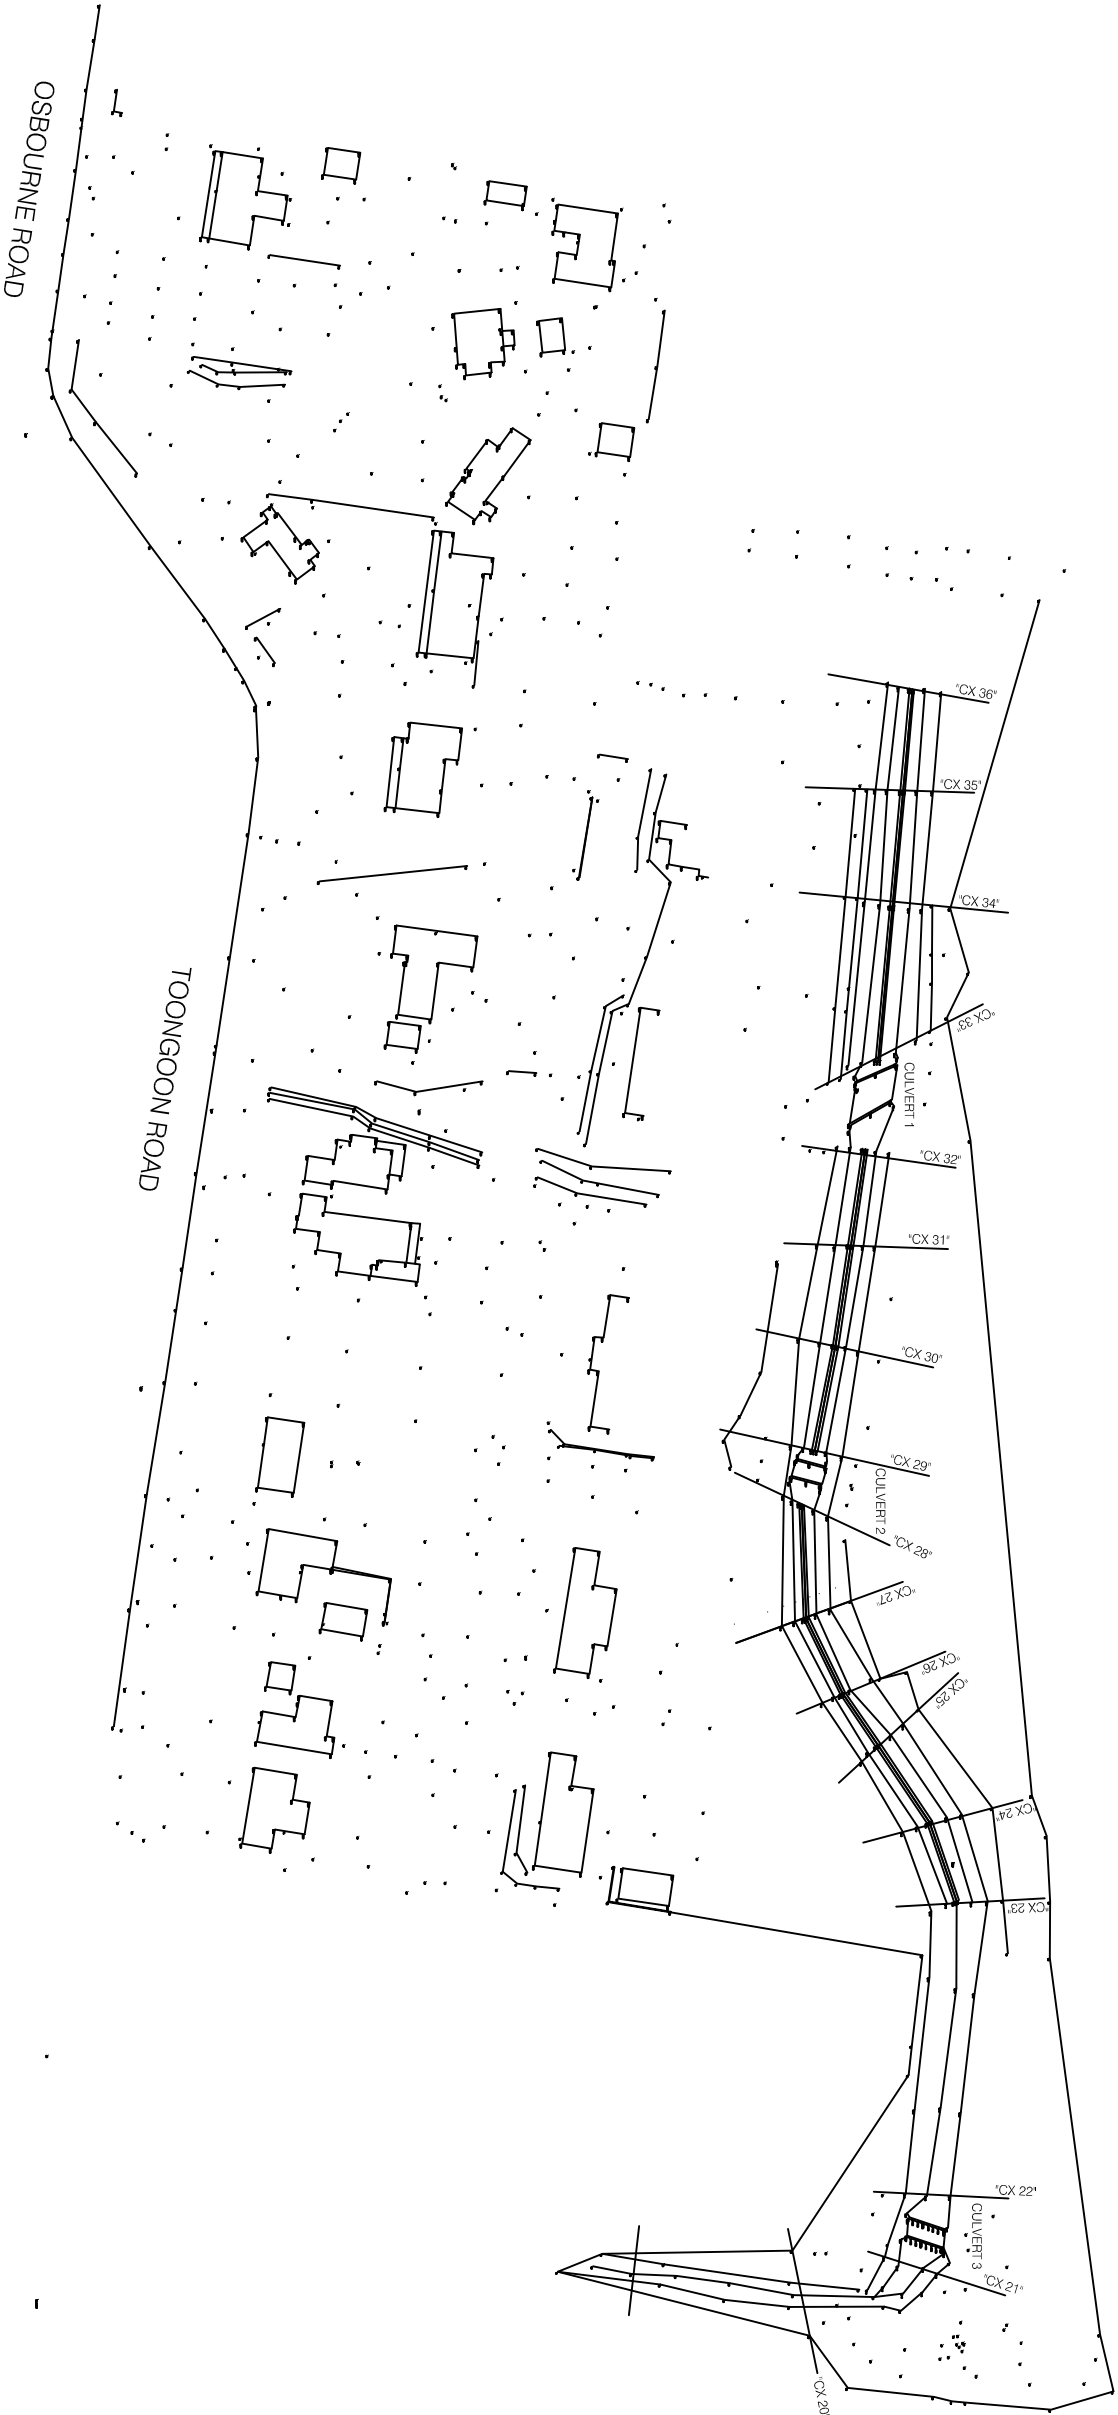 OSBOURNE ROAD
"CX 36"
"CX 35"
"CX 34"
"CX 33"
TOONGOON ROAD
CULVERT 1
"CX 32"
"CX 31"
"CX 30"
"CX 29"
CULVERT 2
"CX 28"
"CX 27"
"CX 26"
"CX 25"
"CX 24"
"CX 23"
"CX 22"
CULVERT 3
"CX 21"
"CX 20"